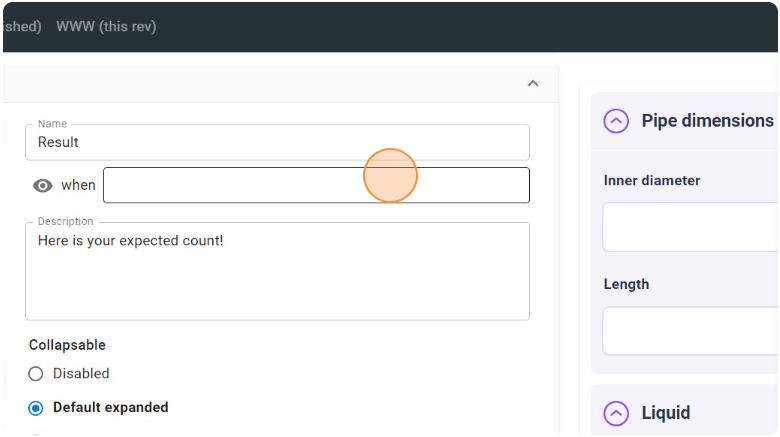 ished) WWW (this rev)
Name
Result
when
Description
Here is your expected count!
Collapsable
Disabled
Default expanded
Pipe dimensions
Inner diameter
Length
Liquid